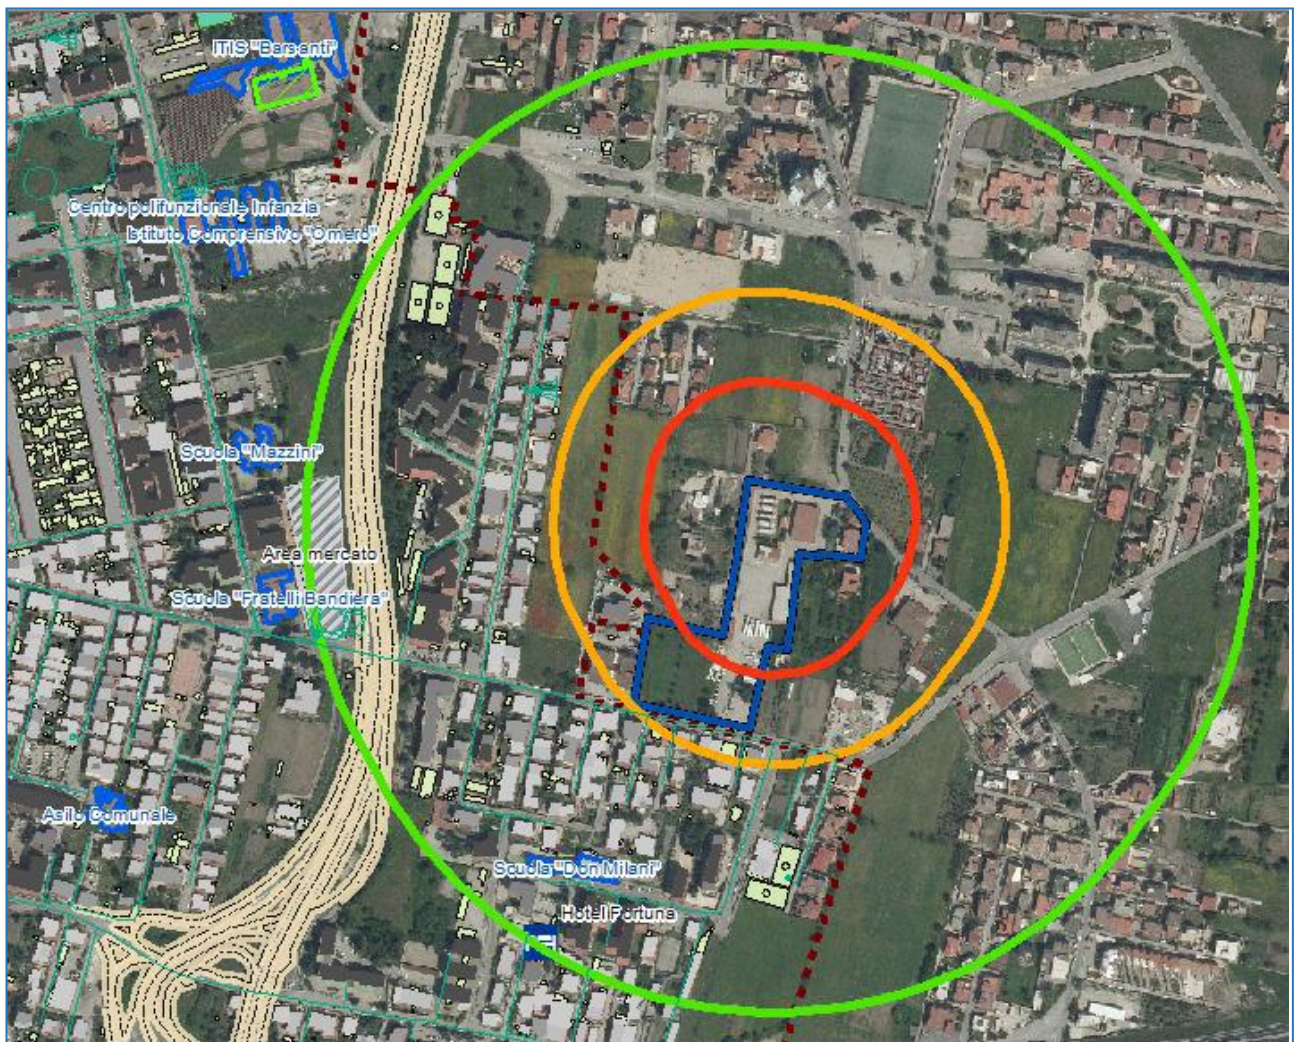 ITIS "Barsanti"
Centro polifunzionale Infanzia
Istituto Comprensivo "Omero"
Scuola "Mazzini"
Area mercato
Scuola "Fratelli Bandiera"
Asilo Comunale
Scuola "Don Milani"
Hotel Fortuna